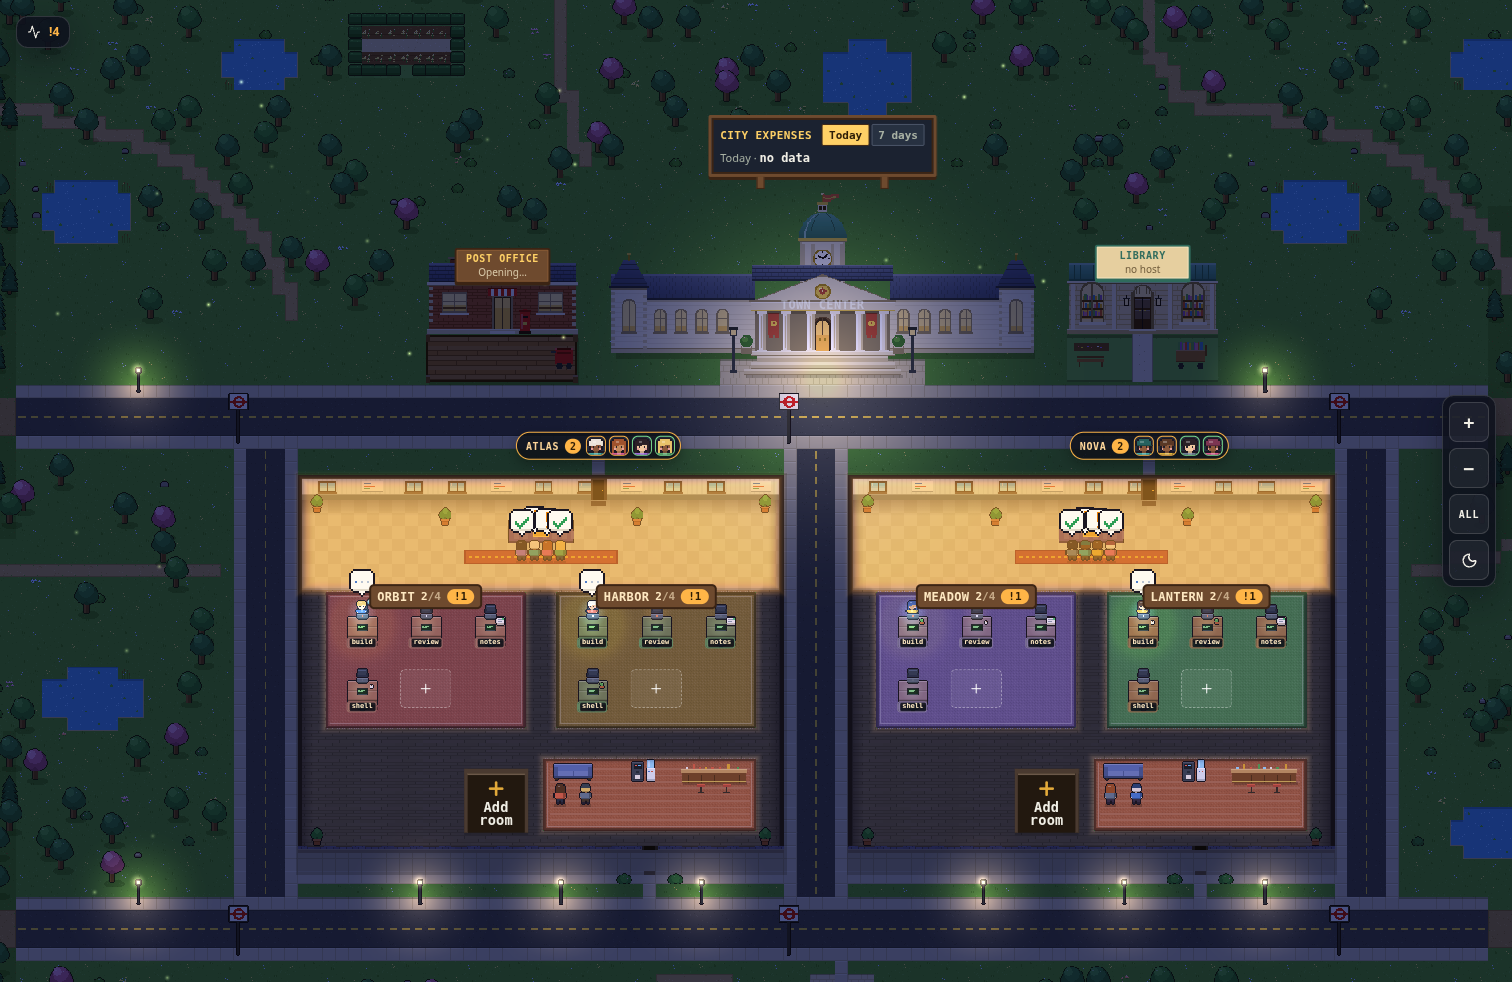 !4
CITY EXPENSES Today 7 days
Today · no data
POST OFFICE
Opening...
TOWN CENTER
LIBRARY
no host
ATLAS 2
NOVA 2
+
−
ALL
ORBIT 2/4 !1
HARBOR 2/4 !1
MEADOW 2/4 !1
LANTERN 2/4 !1
build review notes
build review notes
build review notes
build review notes
shell +
shell +
shell +
shell +
+
Add
room
+
Add
room